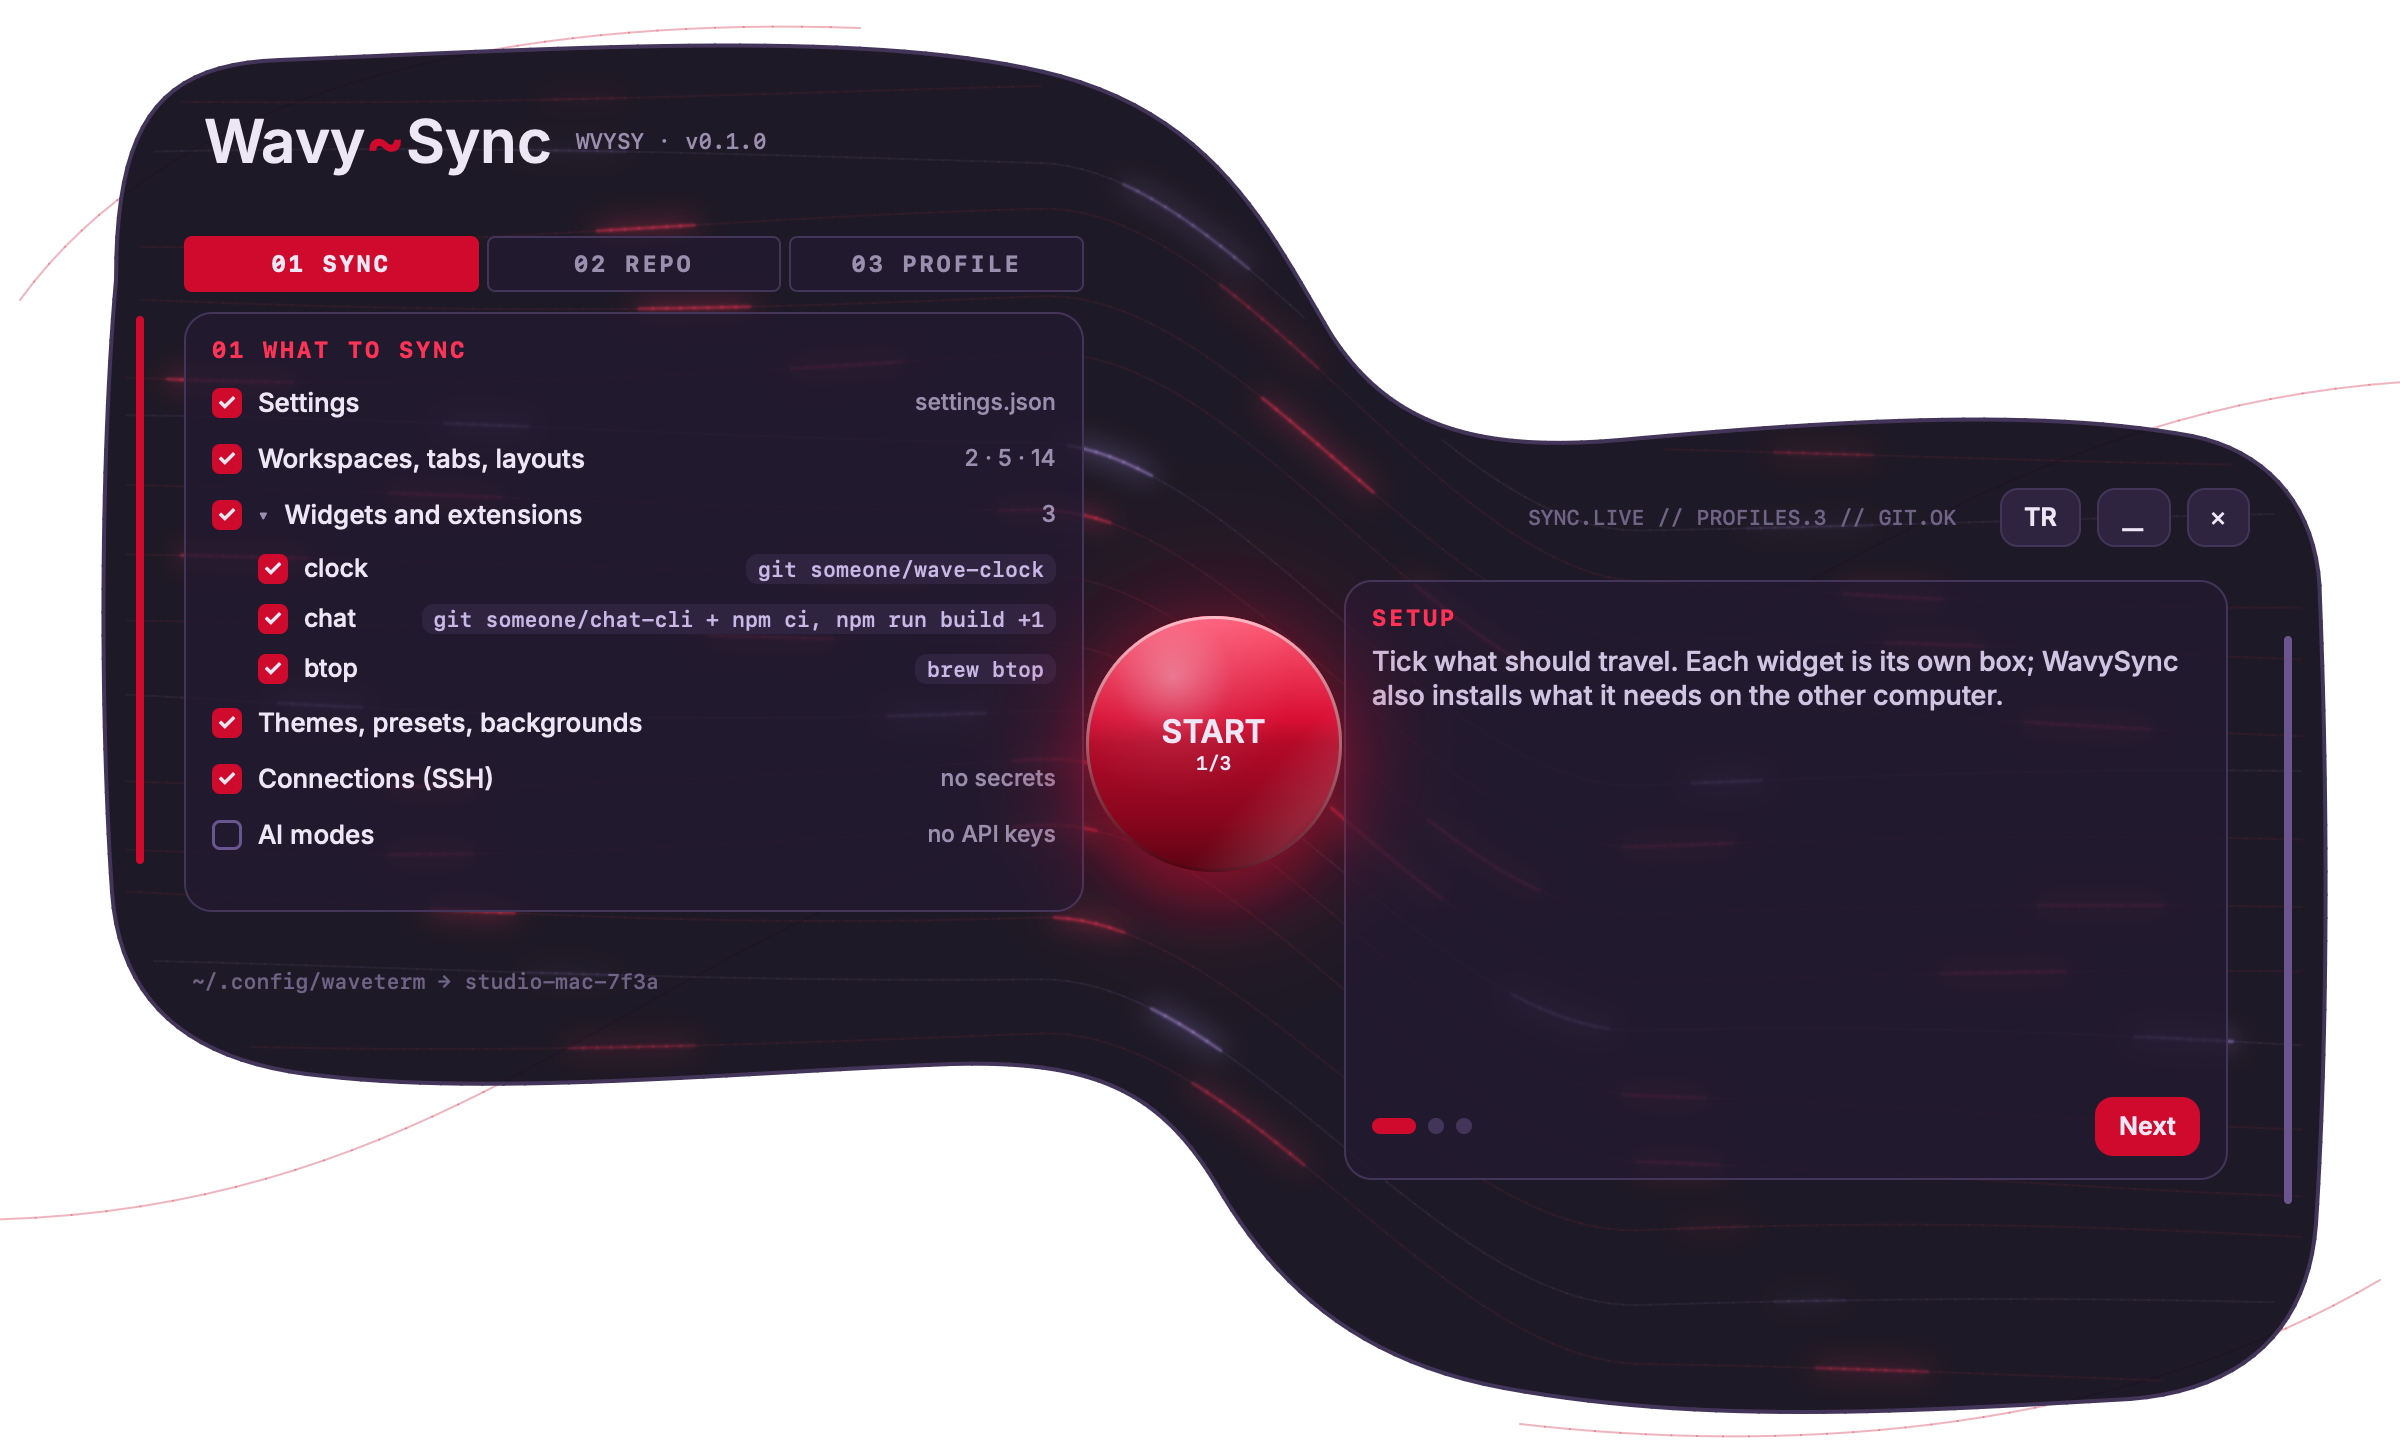 Wavy~Sync WVYSY · v0.1.0
01 SYNC 02 REPO 03 PROFILE
01 WHAT TO SYNC
Settings settings.json
Workspaces, tabs, layouts 2 · 5 · 14
▾ Widgets and extensions 3
clock git someone/wave-clock
chat git someone/chat-cli + npm ci, npm run build +1
btop brew btop
Themes, presets, backgrounds
Connections (SSH) no secrets
AI modes no API keys
~/.config/waveterm → studio-mac-7f3a
START
1/3
SYNC.LIVE // PROFILES.3 // GIT.OK TR _ ×
SETUP
Tick what should travel. Each widget is its own box; WavySync
also installs what it needs on the other computer.
Next